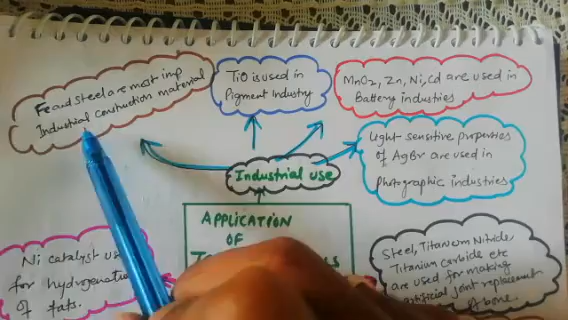 Fe and steel are most imp
Industrial Construction material
TiO is used in
Pigment Industry
MnO2, Zn, Ni, Cd are used in
Battery industies
Light sensitive properties
of AgBr are used in
photographic industries
Industrial use
APPLICATION
OF
Ni catalyst us
for hydrogenatio
of fats.
Steel, Titanium Nitride,
Titanium Carbide etc
are used for making
artificial joint replacement
of bone.